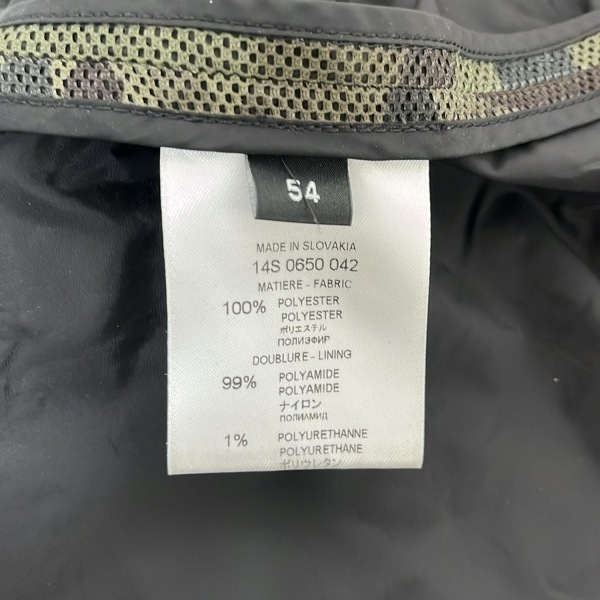 54
MADE IN SLOVAKIA
14S 0650 042
MATIERE - FABRIC
100% POLYESTER
POLYESTER
ポリエステル
ПОЛИЭФИР
DOUBLURE - LINING
99% POLYAMIDE
POLYAMIDE
ナイロン
ПОЛИАМИД
1% POLYURETHANNE
POLYURETHANE
ポリウレタン